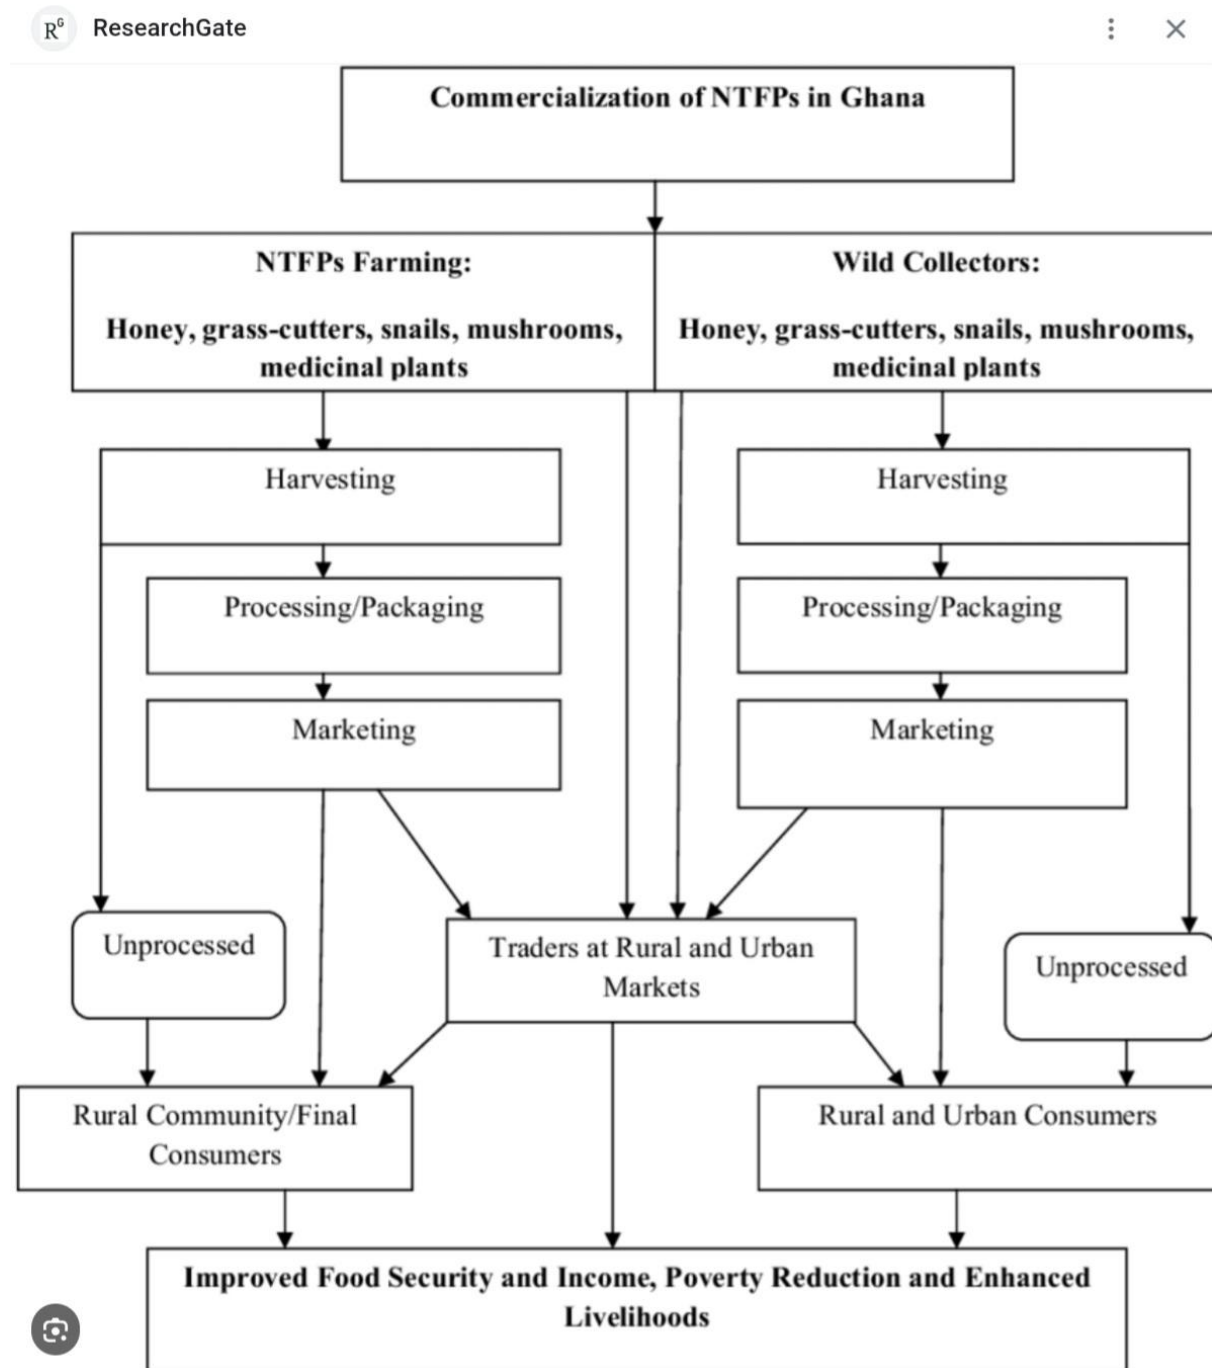 ResearchGate
Commercialization of NTFPs in Ghana
NTFPs Farming:
Honey, grass-cutters, snails, mushrooms,
medicinal plants
Wild Collectors:
Honey, grass-cutters, snails, mushrooms,
medicinal plants
Harvesting
Harvesting
Processing/Packaging
Processing/Packaging
Marketing
Marketing
Unprocessed
Traders at Rural and Urban
Markets
Unprocessed
Rural Community/Final
Consumers
Rural and Urban Consumers
Improved Food Security and Income, Poverty Reduction and Enhanced
Livelihoods